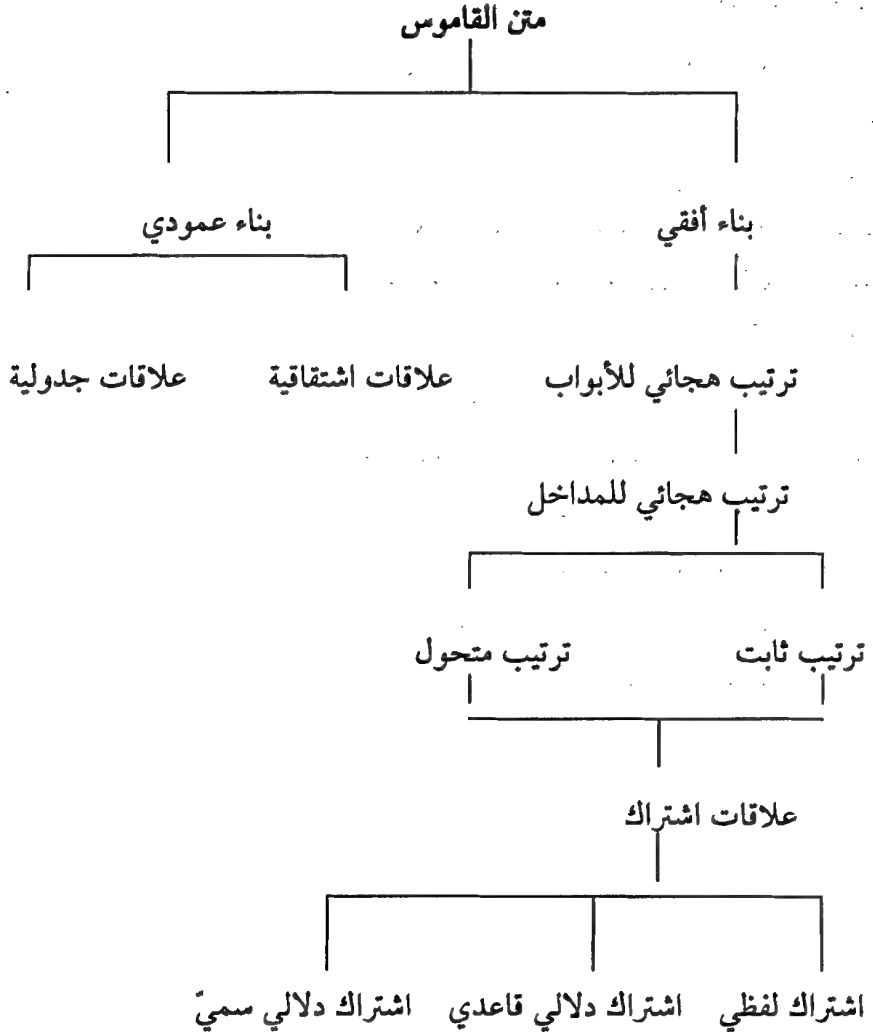 متن القاموس
بناء أفقي بناء عمودي
ترتيب هجائي للأبواب علاقات اشتقاقية علاقات جدولية
ترتيب هجائي للمداخل
ترتيب ثابت ترتيب متحول
علاقات اشتراك
اشتراك لفظي اشتراك دلالي قاعدي اشتراك دلالي سميّ